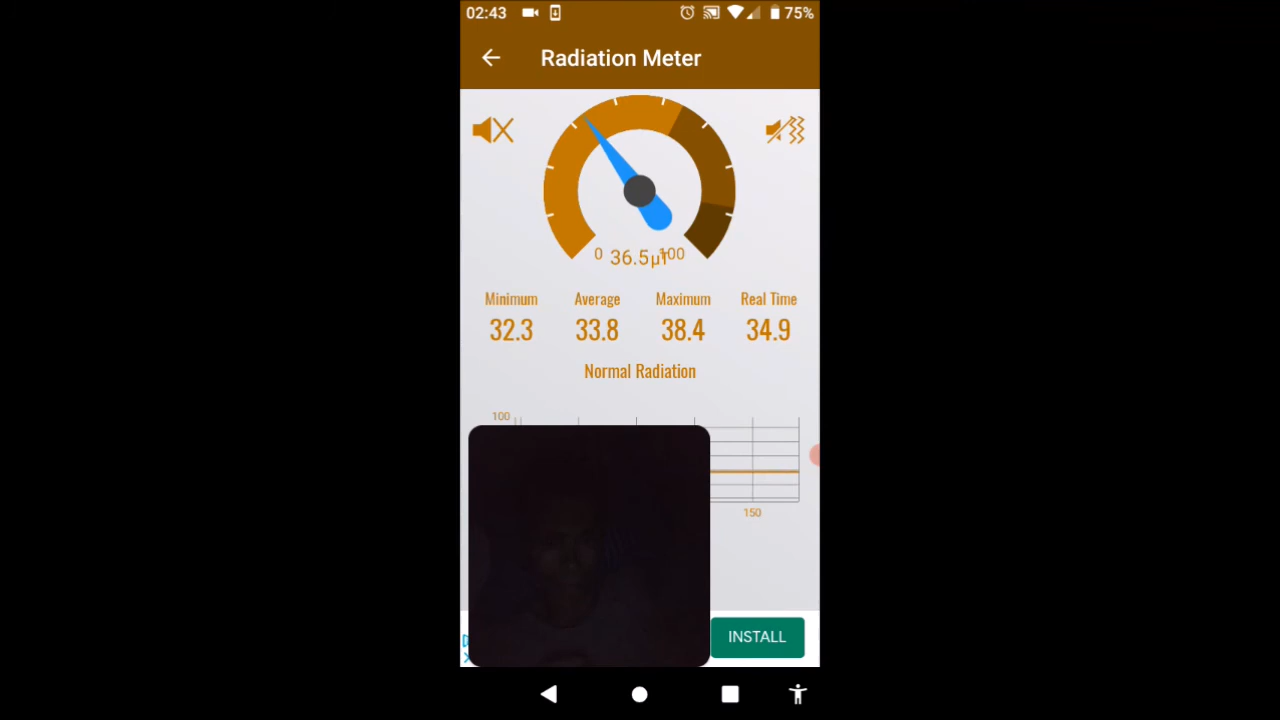 02:43 75%
Radiation Meter
0 36.5µT 100
Minimum Average Maximum Real Time
32.3 33.8 38.4 34.9
Normal Radiation
100
150
INSTALL